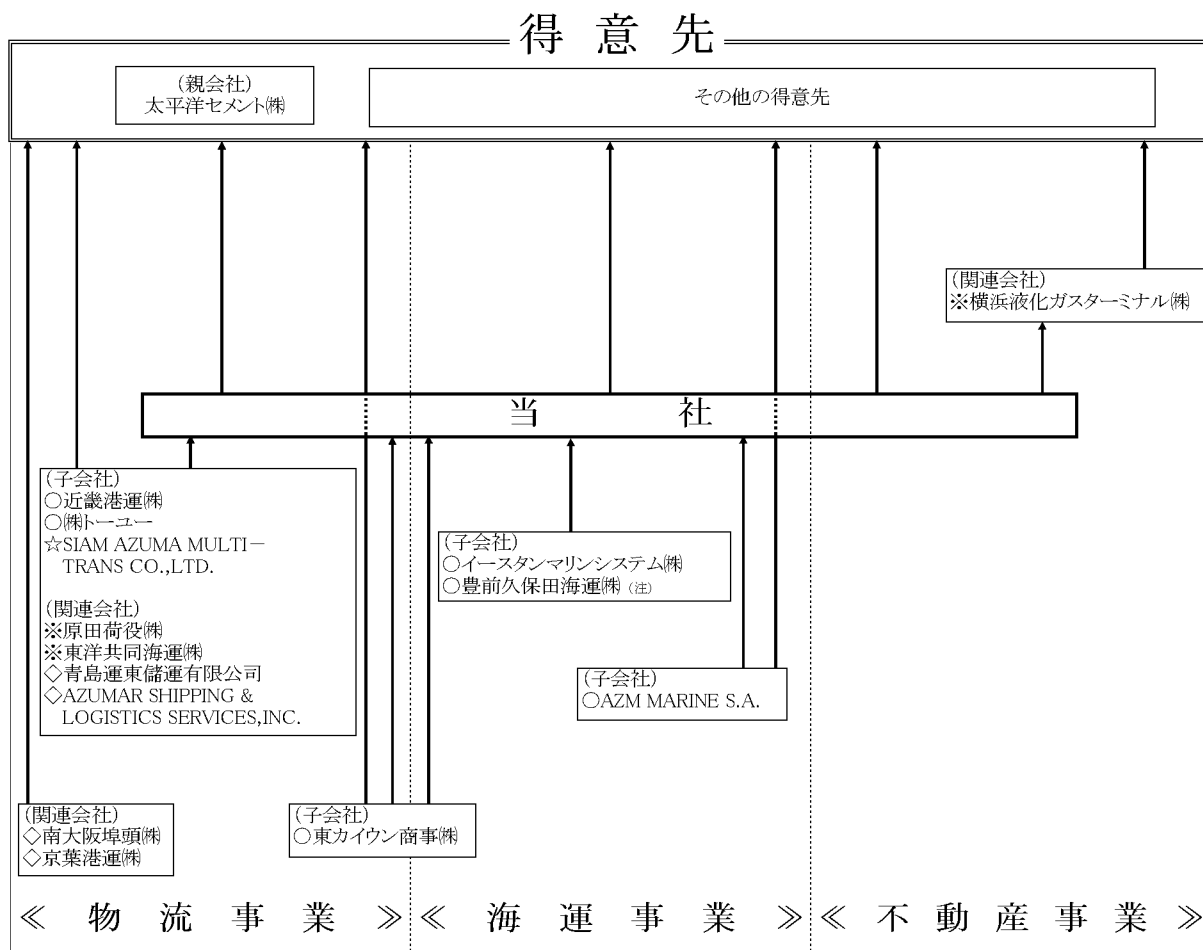 得意先
(親会社)
太平洋セメント㈱
その他の得意先
(関連会社)
※横浜液化ガスターミナル㈱
当社
(子会社)
○近畿港運㈱
○㈱トーユー
☆SIAM AZUMA MULTI－
TRANS CO.,LTD.
(関連会社)
※原田荷役㈱
※東洋共同海運㈱
◇青島運東儲運有限公司
◇AZUMAR SHIPPING &
LOGISTICS SERVICES,INC.
(子会社)
○イースタンマリンシステム㈱
○豊前久保田海運㈱（注）
(子会社)
○AZM MARINE S.A.
(関連会社)
◇南大阪埠頭㈱
◇京葉港運㈱
(子会社)
○東カイウン商事㈱
≪物流事業≫
≪海運事業≫
≪不動産事業≫